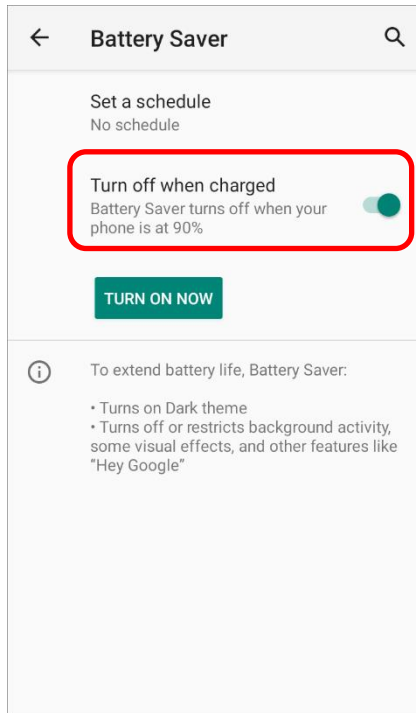 Battery Saver
Set a schedule
No schedule
Turn off when charged
Battery Saver turns off when your
phone is at 90%
TURN ON NOW
To extend battery life, Battery Saver:
• Turns on Dark theme
• Turns off or restricts background activity,
some visual effects, and other features like
“Hey Google”